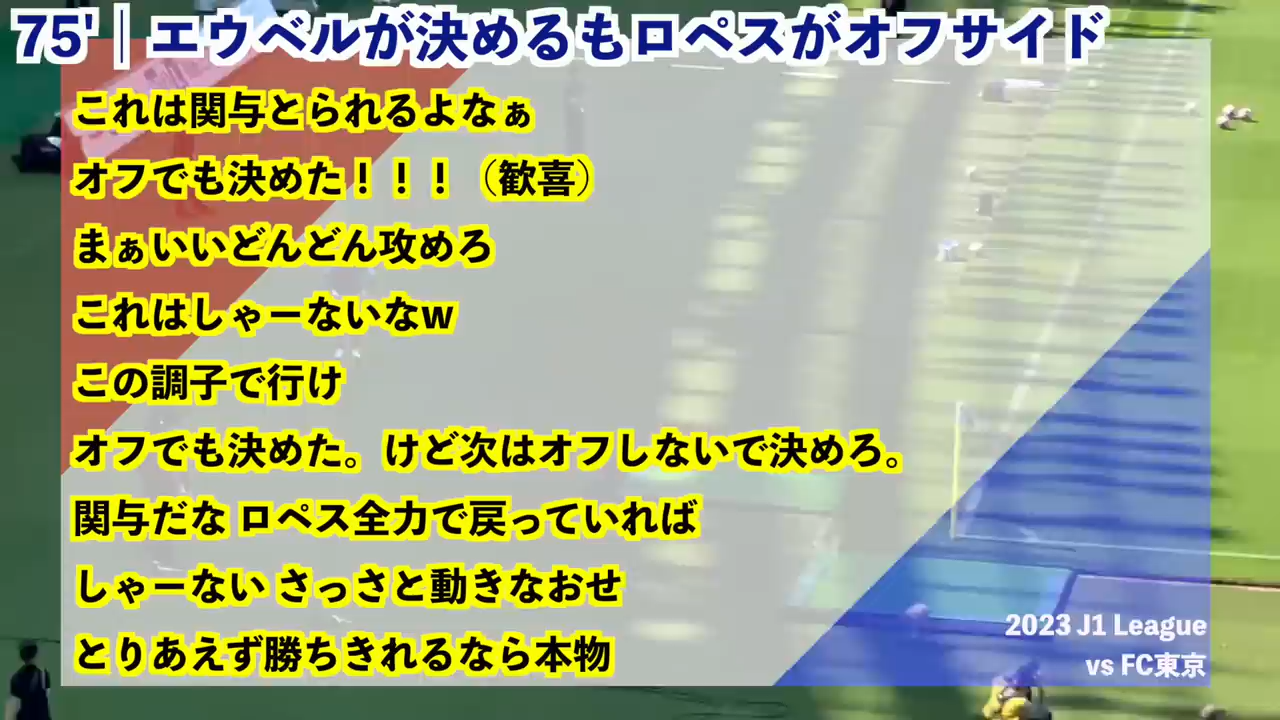 75'｜エウベルが決めるもロペスがオフサイド
これは関与とられるよなぁ
オフでも決めた！！！（歓喜）
まぁいいどんどん攻めろ
これはしゃーないなw
この調子で行け
オフでも決めた。けど次はオフしないで決めろ。
関与だな ロペス全力で戻っていれば
しゃーない さっさと動きなおせ
とりあえず勝ちきれるなら本物
2023 J1 League
vs FC東京